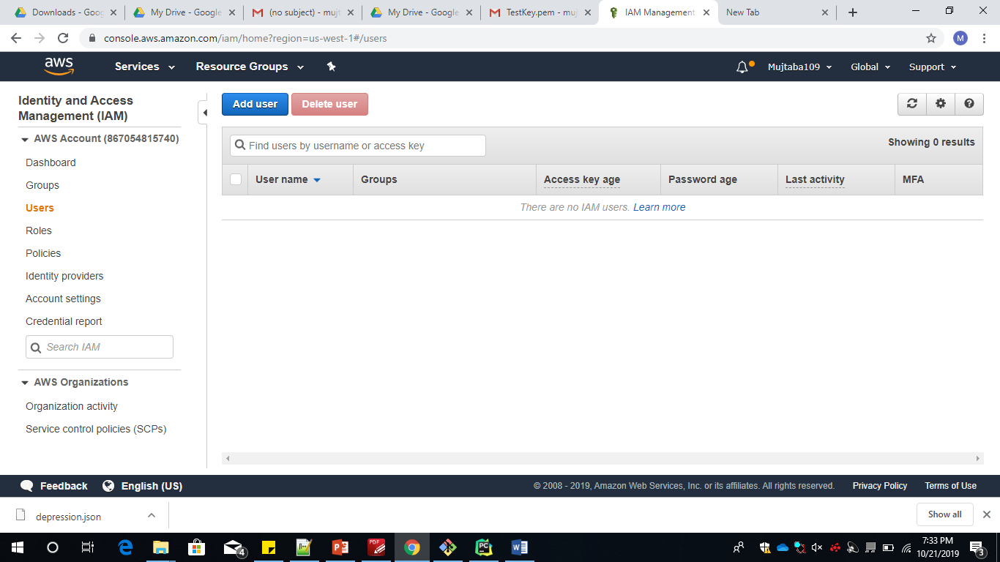 Downloads - Goog
My Drive - Google
(no subject) - mujt
My Drive - Google
TestKey.pem - muj
IAM Management
New Tab
console.aws.amazon.com/iam/home?region=us-west-1#/users
M
aws
Services
Resource Groups
Mujtaba109
Global
Support
Identity and Access
Management (IAM)
AWS Account (867054815740)
Dashboard
Groups
Users
Roles
Policies
Identity providers
Account settings
Credential report
Search IAM
AWS Organizations
Organization activity
Service control policies (SCPs)
Add user
Delete user
Find users by username or access key
Showing 0 results
User name
Groups
Access key age
Password age
Last activity
MFA
There are no IAM users. Learn more
Feedback
English (US)
© 2008 - 2019, Amazon Web Services, Inc. or its affiliates. All rights reserved.
Privacy Policy
Terms of Use
depression.json
Show all
4
PDF
PC
7:33 PM
10/21/2019
3